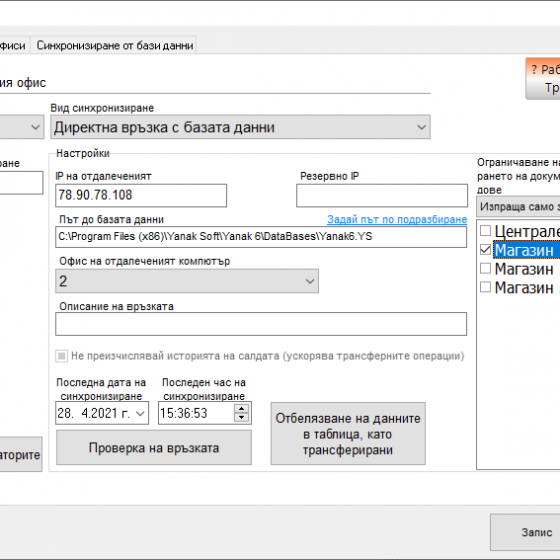 фиси
Синхронизиране от бази данни
? Раб
Тр
ия офис
Вид синхронизиране
Директна връзка с базата данни
Настройки
Ограничаване на
рането на докум
дове
ране
IP на отдалеченият
Резервно IP
78.90.78.108
Изпраща само з
Път до базата данни
Задай път по подразбиране
C:\Program Files (x86)\Yanak Soft\Yanak 6\DataBases\Yanak6.YS
Централе
Магазин
Магазин
Магазин
Офис на отдалеченият компютър
2
Описание на връзката
Не преизчислявай историята на салдата (ускорява трансферните операции)
Последна дата на
синхронизиране
Последен час на
синхронизиране
28. 4.2021 г.
15:36:53
Отбелязване на данните
в таблица, като
трансферирани
Проверка на връзката
аторите
Запис